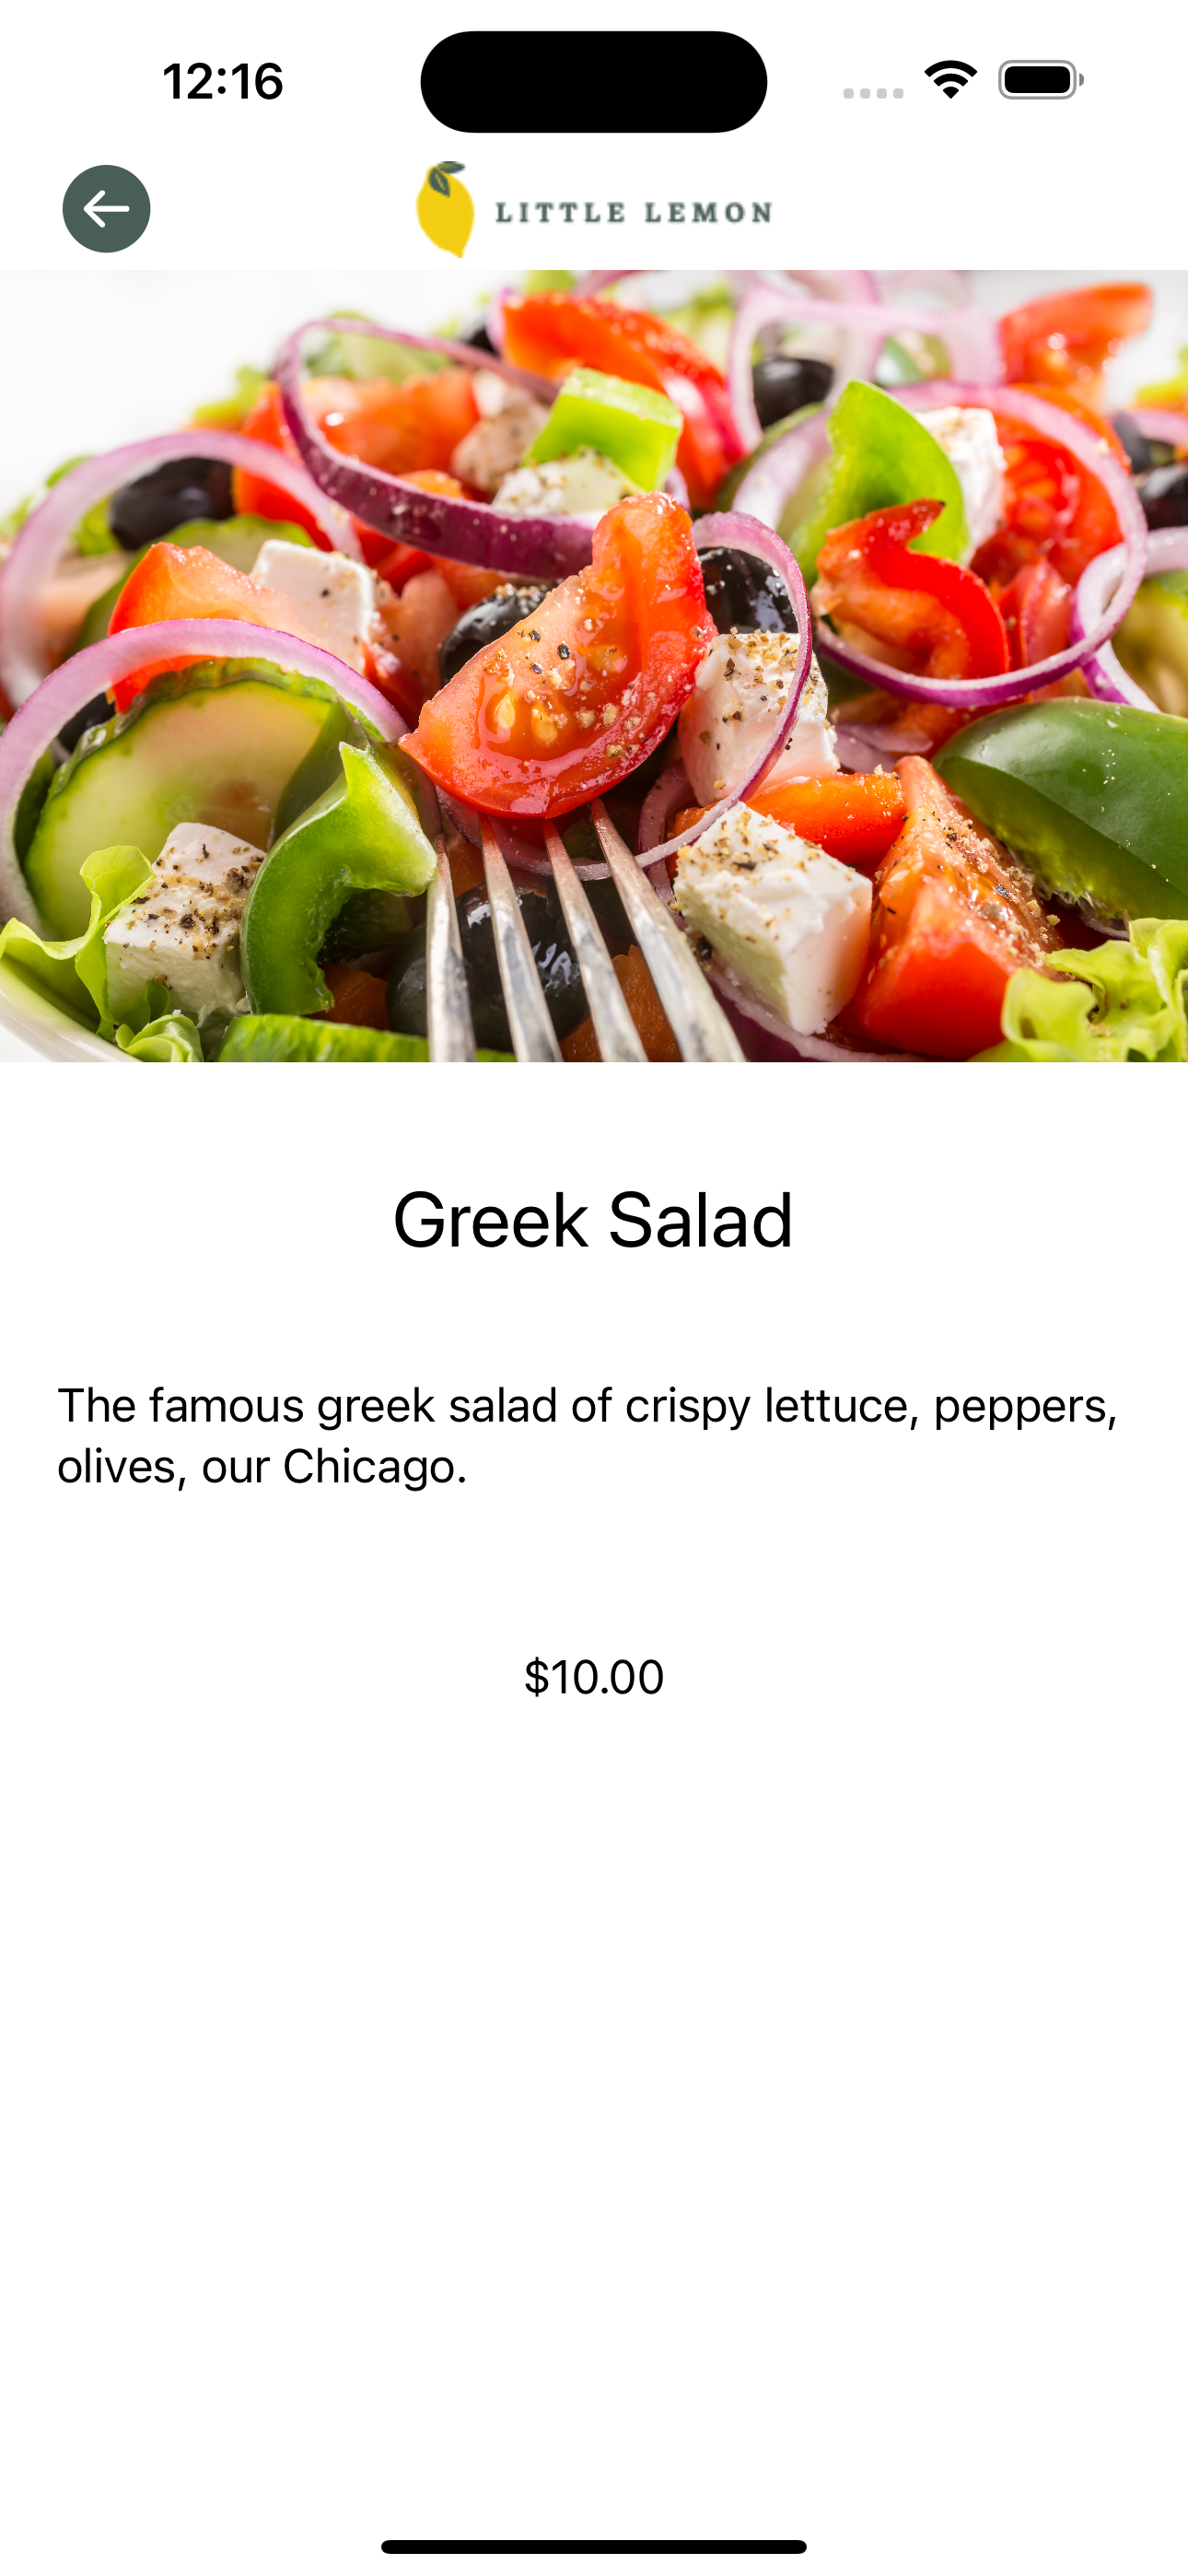 12:16
LITTLE LEMON
Greek Salad
The famous greek salad of crispy lettuce, peppers,
olives, our Chicago.
$10.00